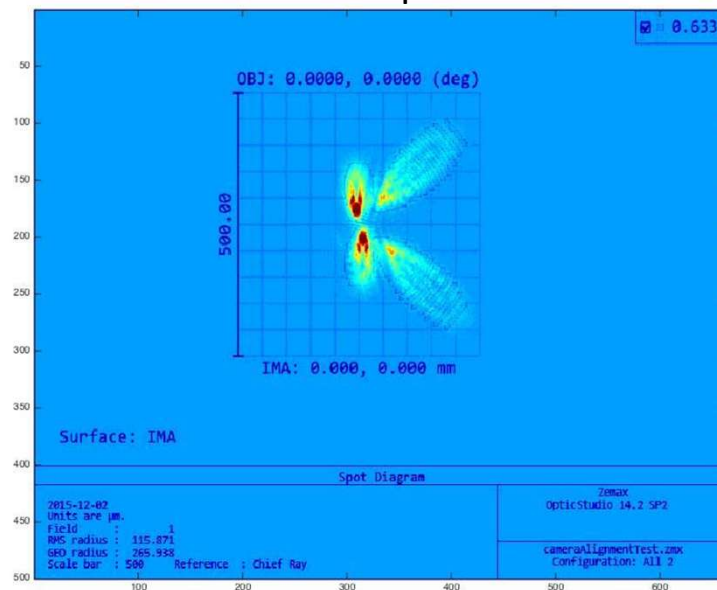 0.633
OBJ: 0.0000, 0.0000 (deg)
500.00
IMA: 0.000, 0.000 mm
Surface: IMA
Spot Diagram
2015-12-02
Units are µm.
Field : 1
RMS radius : 115.871
GEO radius : 265.938
Scale bar : 500 Reference : Chief Ray
Zemax
OpticStudio 14.2 SP2
cameraAlignmentTest.zmx
Configuration: All 2
50
100
150
200
250
300
350
400
450
500
100
200
300
400
500
600